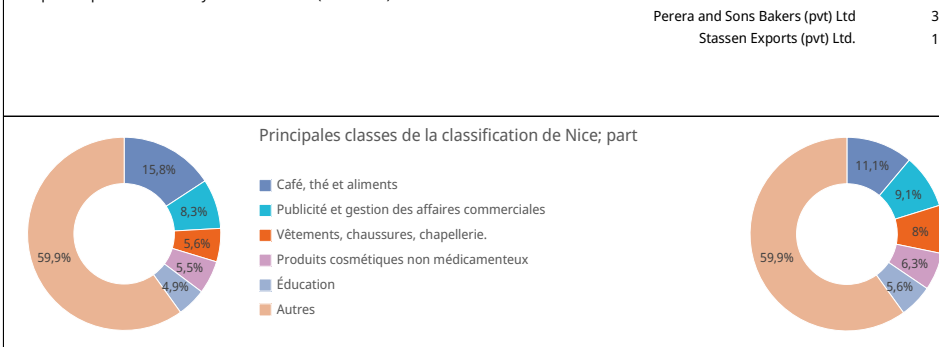 Perera and Sons Bakers (pvt) Ltd 3
Stassen Exports (pvt) Ltd. 1
Principales classes de la classification de Nice; part
15,8%
8,3%
5,6%
5,5%
4,9%
59,9%
Café, thé et aliments
Publicité et gestion des affaires commerciales
Vêtements, chaussures, chapellerie.
Produits cosmétiques non médicamenteux
Éducation
Autres
11,1%
9,1%
8%
6,3%
5,6%
59,9%